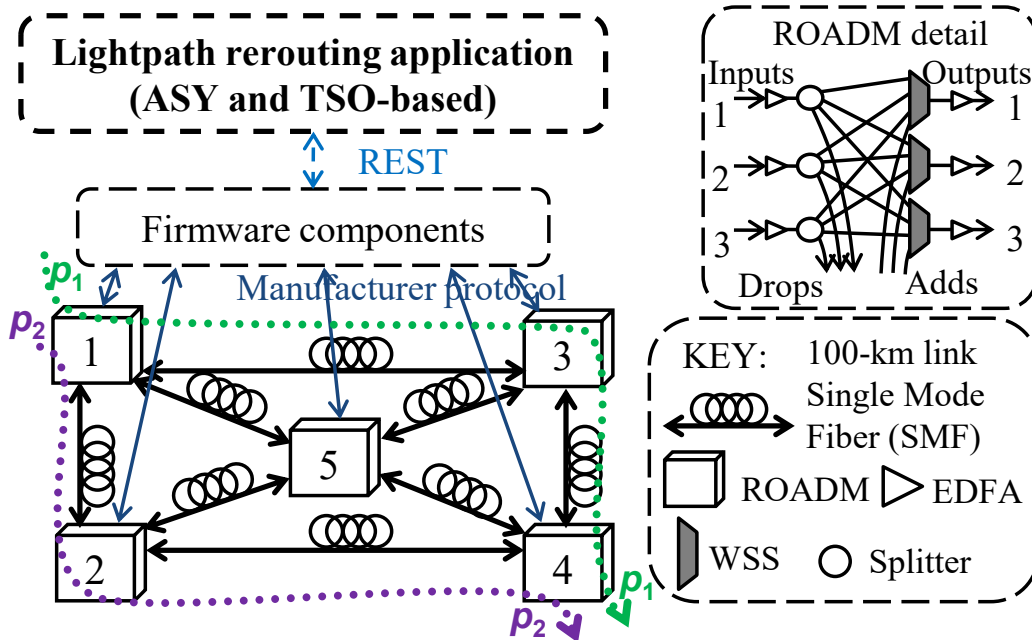 Lightpath rerouting application
(ASY and TSO-based)
REST
Firmware components
Manufacturer protocol
p1
p2
1
3
5
2
4
p2
p1
ROADM detail
Inputs Outputs
1 1
2 2
3 3
Drops Adds
KEY: 100-km link
Single Mode
Fiber (SMF)
ROADM EDFA
WSS Splitter